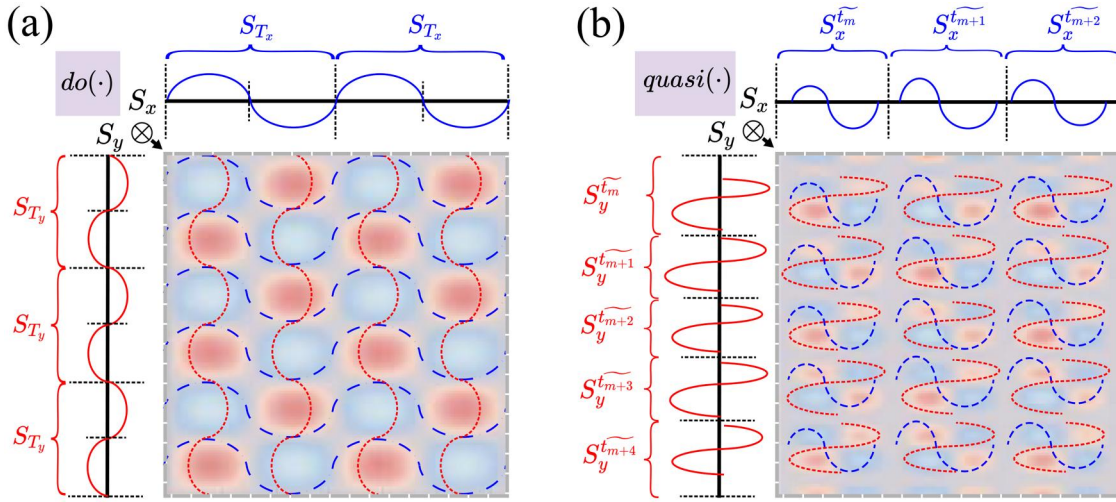 (a)
S_{T_x} S_{T_x}
do(·)
S_x
S_y ⊗
S_{T_y}
S_{T_y}
S_{T_y}
(b)
S_x^{\widetilde{t_m}} S_x^{\widetilde{t_{m+1}}} S_x^{\widetilde{t_{m+2}}}
quasi(·)
S_x
S_y ⊗
S_y^{\widetilde{t_m}}
S_y^{\widetilde{t_{m+1}}}
S_y^{\widetilde{t_{m+2}}}
S_y^{\widetilde{t_{m+3}}}
S_y^{\widetilde{t_{m+4}}}